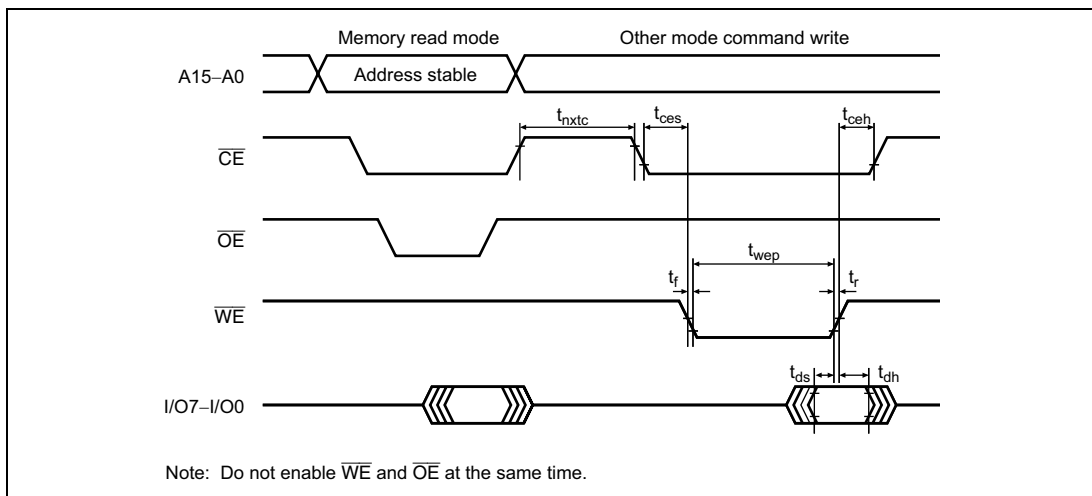 Memory read mode Other mode command write
A15–A0 Address stable
tnxtc tces tceh
CE
OE
twep
tf tr
WE
tds tdh
I/O7–I/O0
Note: Do not enable WE and OE at the same time.